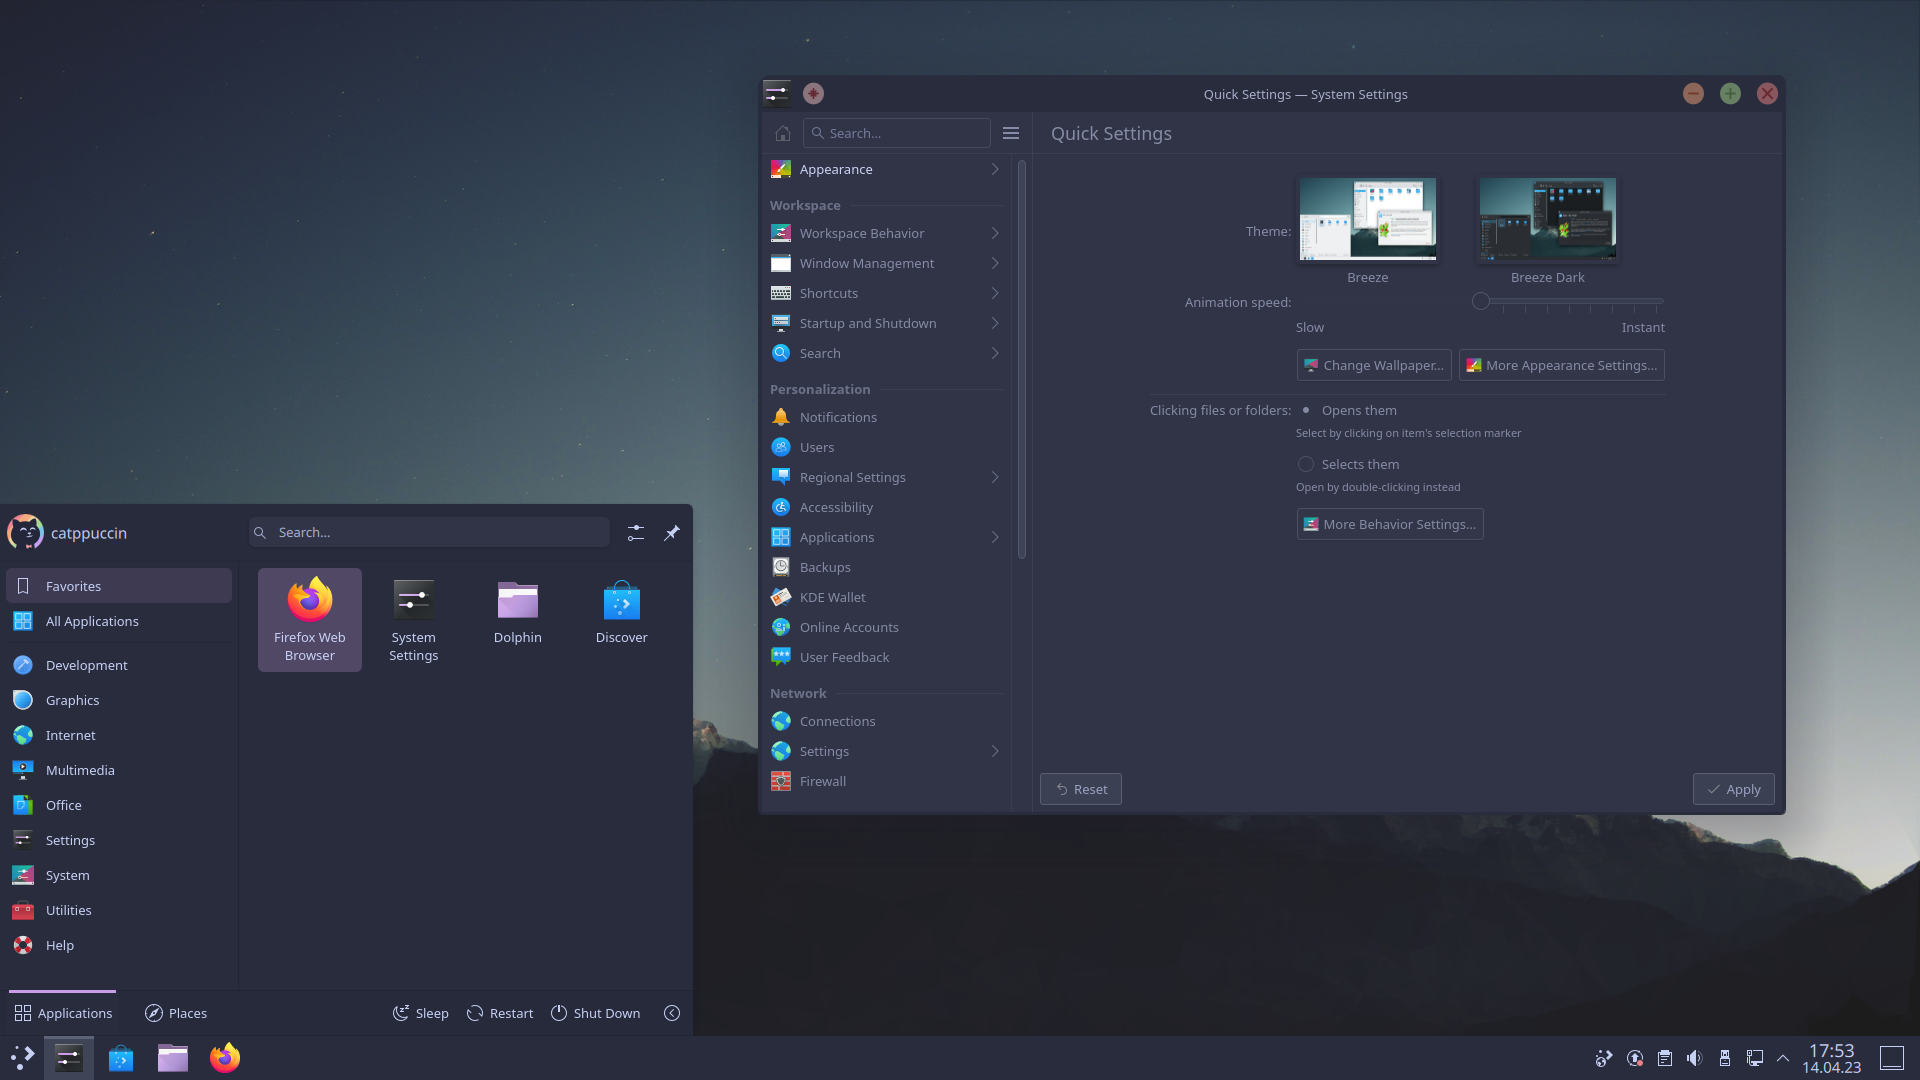 Quick Settings — System Settings
Search...
Quick Settings
Appearance
Workspace
Workspace Behavior
Window Management
Shortcuts
Startup and Shutdown
Search
Personalization
Notifications
Users
Regional Settings
Accessibility
Applications
Backups
KDE Wallet
Online Accounts
User Feedback
Network
Connections
Settings
Firewall
Theme:
Breeze
Breeze Dark
Animation speed:
Slow
Instant
Change Wallpaper...
More Appearance Settings...
Clicking files or folders:
Opens them
Select by clicking on item's selection marker
Selects them
Open by double-clicking instead
More Behavior Settings...
Reset
Apply
catppuccin
Search...
Favorites
All Applications
Development
Graphics
Internet
Multimedia
Office
Settings
System
Utilities
Help
Firefox Web
Browser
System
Settings
Dolphin
Discover
Applications
Places
Sleep
Restart
Shut Down
17:53
14.04.23